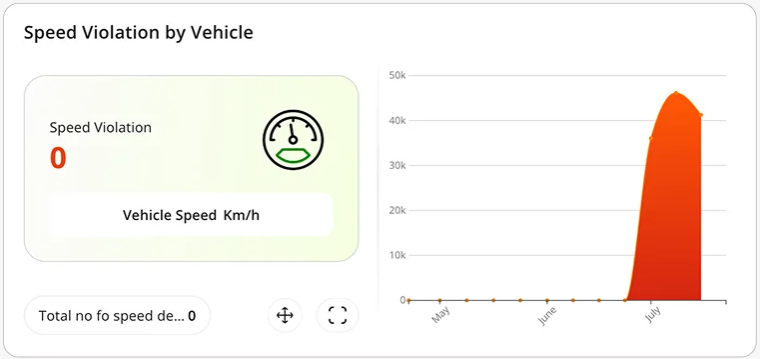 Speed Violation by Vehicle
Speed Violation
0
Vehicle Speed Km/h
Total no fo speed de... 0
50k
40k
30k
20k
10k
0
May
June
July